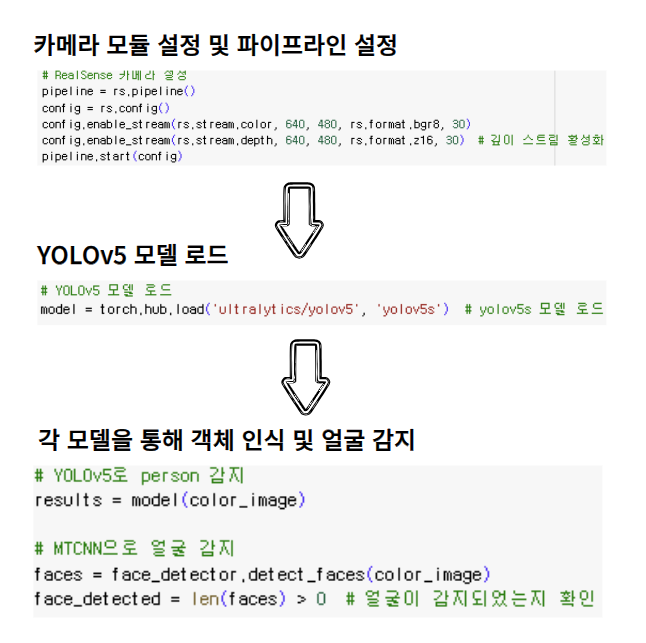 카메라 모듈 설정 및 파이프라인 설정
# RealSense 카메라 설정
pipeline = rs.pipeline()
config = rs.config()
config.enable_stream(rs.stream.color, 640, 480, rs.format.bgr8, 30)
config.enable_stream(rs.stream.depth, 640, 480, rs.format.z16, 30) # 깊이 스트림 활성화
pipeline.start(config)
YOLOv5 모델 로드
# YOLOv5 모델 로드
model = torch.hub.load('ultralytics/yolov5', 'yolov5s') # yolov5s 모델 로드
각 모델을 통해 객체 인식 및 얼굴 감지
# YOLOv5로 person 감지
results = model(color_image)
# MTCNN으로 얼굴 감지
faces = face_detector.detect_faces(color_image)
face_detected = len(faces) > 0 # 얼굴이 감지되었는지 확인